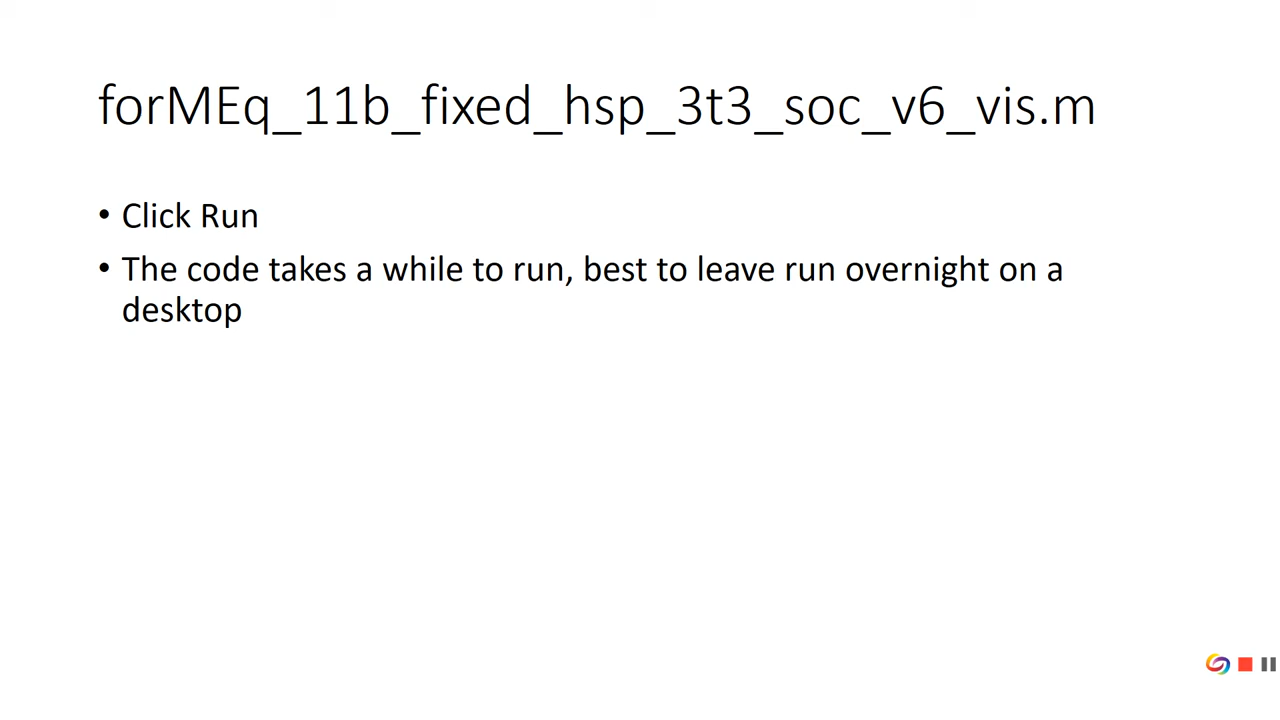 forMEq_11b_fixed_hsp_3t3_soc_v6_vis.m
• Click Run
• The code takes a while to run, best to leave run overnight on a
desktop